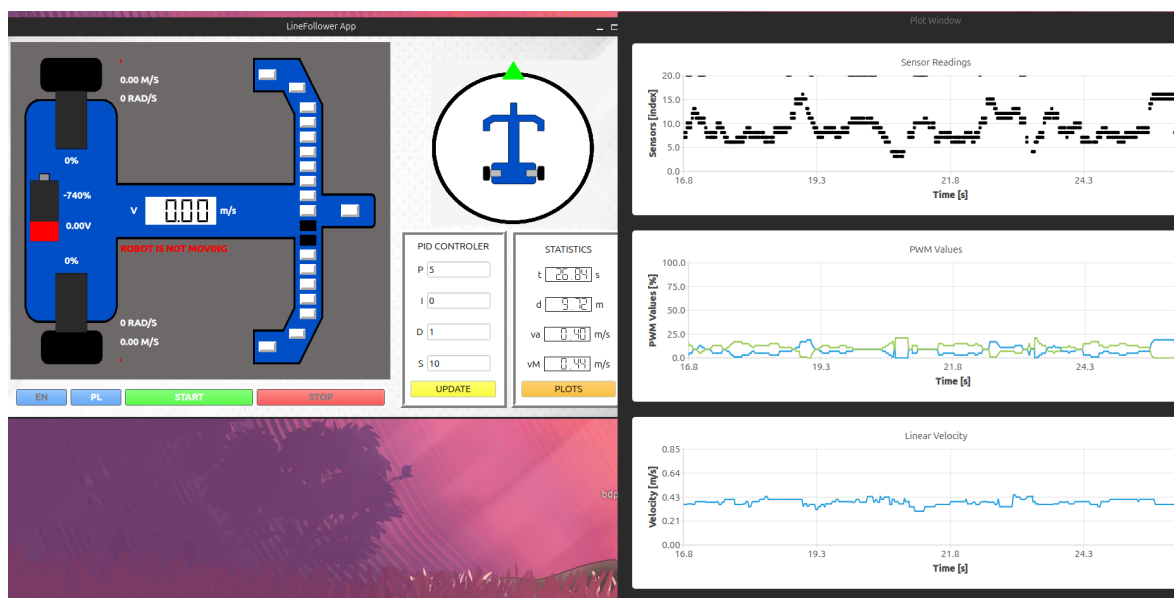 LineFollower App
0.00 M/S
0 RAD/S
0%
-740%
0.00V
0%
V 0.00 m/s
ROBOT IS NOT MOVING
0 RAD/S
0.00 M/S
EN PL START STOP
PID CONTROLER
P 5
I 0
D 1
S 10
UPDATE
STATISTICS
t 26.84 s
d 9.72 m
va 0.40 m/s
vM 0.44 m/s
PLOTS
bdp
Plot Window
Sensor Readings
Sensors [index]
20.0
15.0
10.0
5.0
0.0
16.8 19.3 21.8 24.3
Time [s]
PWM Values
PWM Values [%]
100.0
75.0
50.0
25.0
0.0
16.8 19.3 21.8 24.3
Time [s]
Linear Velocity
Velocity [m/s]
0.85
0.64
0.43
0.21
0.00
16.8 19.3 21.8 24.3
Time [s]